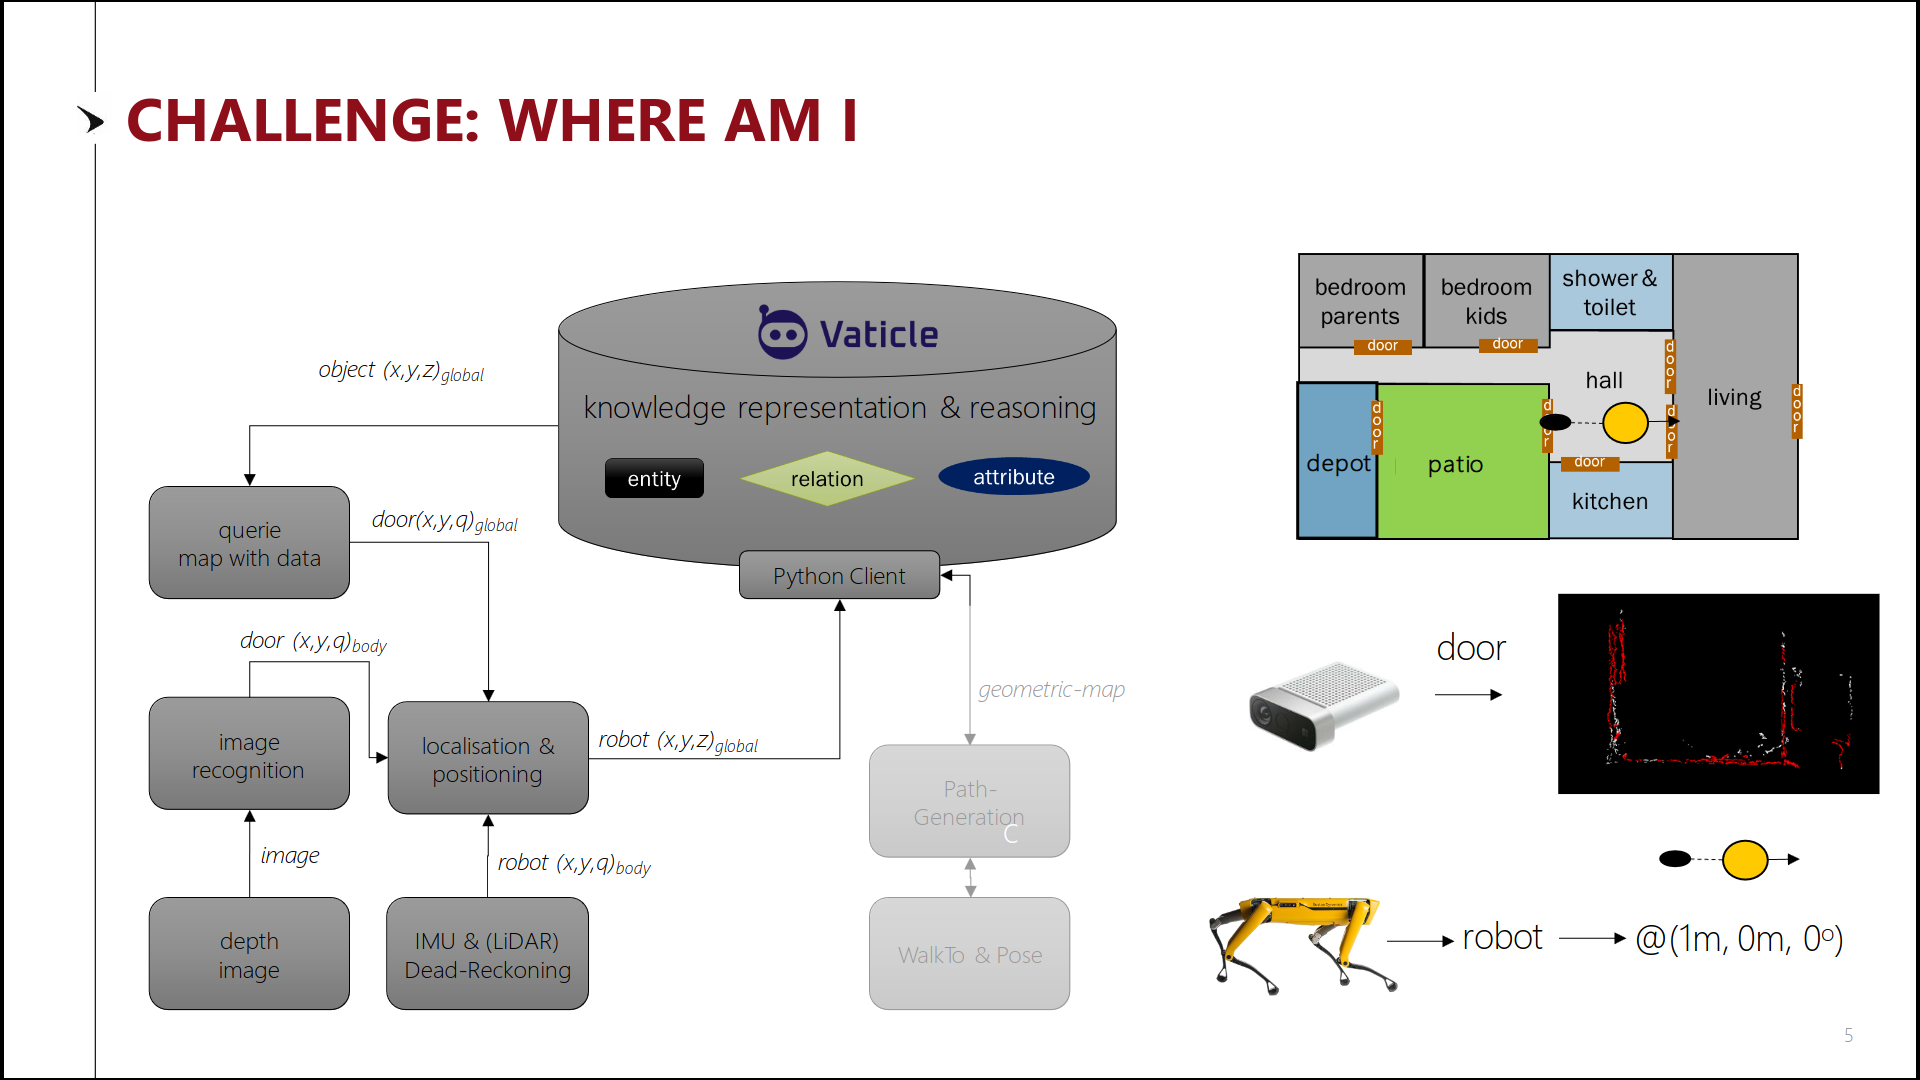 CHALLENGE: WHERE AM I
Vaticle
knowledge representation & reasoning
entity
relation
attribute
Python Client
object (x,y,z)global
querie
map with data
door(x,y,q)global
door (x,y,q)body
image
recognition
localisation &
positioning
robot (x,y,z)global
image
robot (x,y,q)body
depth
image
IMU & (LiDAR)
Dead-Reckoning
geometric-map
Path-
Generation
C
WalkTo & Pose
bedroom
parents
bedroom
kids
shower &
toilet
door
door
door
hall
living
door
door
door
door
depot
patio
door
kitchen
door
robot
@(1m, 0m, 0º)
5